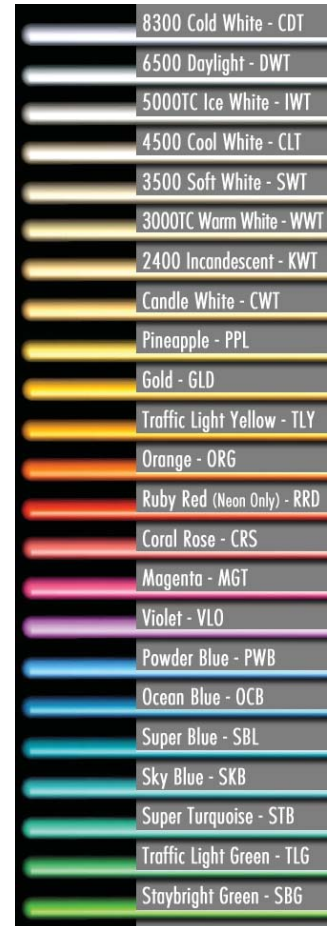 8300 Cold White - CDT
6500 Daylight - DWT
5000TC Ice White - IWT
4500 Cool White - CLT
3500 Soft White - SWT
3000TC Warm White - WWT
2400 Incandescent - KWT
Candle White - CWT
Pineapple - PPL
Gold - GLD
Traffic Light Yellow - TLY
Orange - ORG
Ruby Red (Neon Only) - RRD
Coral Rose - CRS
Magenta - MGT
Violet - VLO
Powder Blue - PWB
Ocean Blue - OCB
Super Blue - SBL
Sky Blue - SKB
Super Turquoise - STB
Traffic Light Green - TLG
Staybright Green - SBG